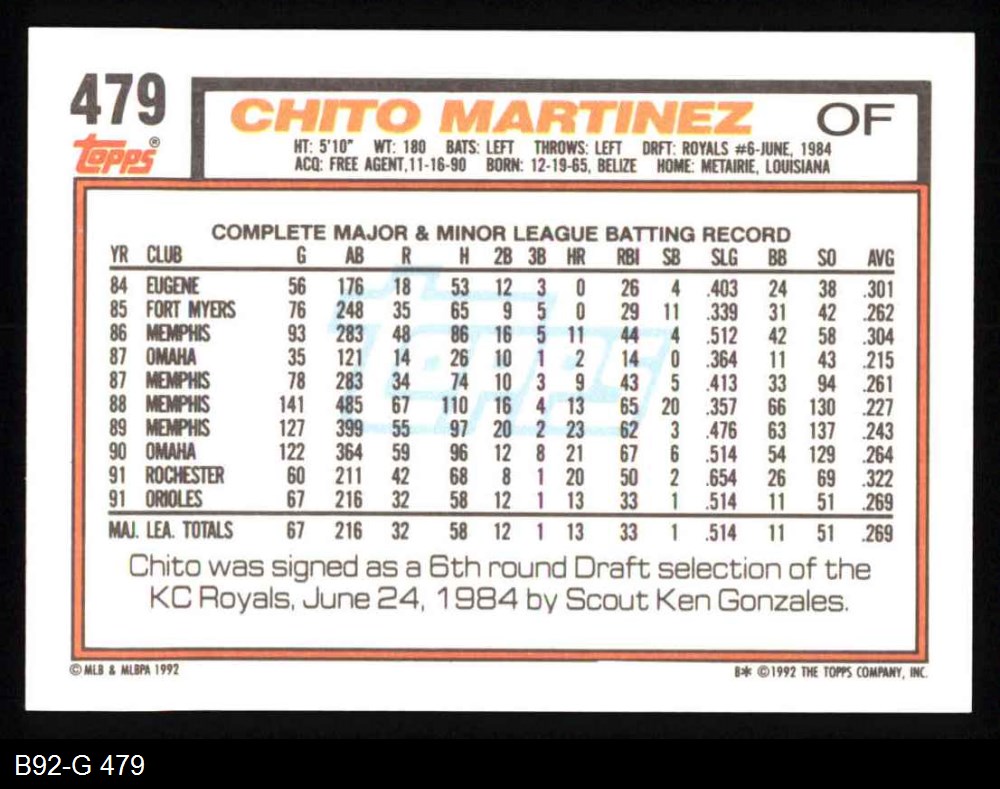 479
Topps®
CHITO MARTINEZ OF
HT: 5'10" WT: 180 BATS: LEFT THROWS: LEFT DRFT: ROYALS #6-JUNE, 1984
ACQ: FREE AGENT,11-16-90 BORN: 12-19-65, BELIZE HOME: METAIRIE, LOUISIANA
COMPLETE MAJOR & MINOR LEAGUE BATTING RECORD
YR CLUB G AB R H 2B 3B HR RBI SB SLG BB SO AVG
84 EUGENE 56 176 18 53 12 3 0 26 4 .403 24 38 .301
85 FORT MYERS 76 248 35 65 9 5 0 29 11 .339 31 42 .262
86 MEMPHIS 93 283 48 86 16 5 11 44 4 .512 42 58 .304
87 OMAHA 35 121 14 26 10 1 2 14 0 .364 11 43 .215
87 MEMPHIS 78 283 34 74 10 3 9 43 5 .413 33 94 .261
88 MEMPHIS 141 485 67 110 16 4 13 65 20 .357 66 130 .227
89 MEMPHIS 127 399 55 97 20 2 23 62 3 .476 63 137 .243
90 OMAHA 122 364 59 96 12 8 21 67 6 .514 54 129 .264
91 ROCHESTER 60 211 42 68 8 1 20 50 2 .654 26 69 .322
91 ORIOLES 67 216 32 58 12 1 13 33 1 .514 11 51 .269
MAJ. LEA. TOTALS 67 216 32 58 12 1 13 33 1 .514 11 51 .269
Topps
Chito was signed as a 6th round Draft selection of the
KC Royals, June 24, 1984 by Scout Ken Gonzales.
© MLB & MLBPA 1992
B* ©1992 THE TOPPS COMPANY, INC.
B92-G 479